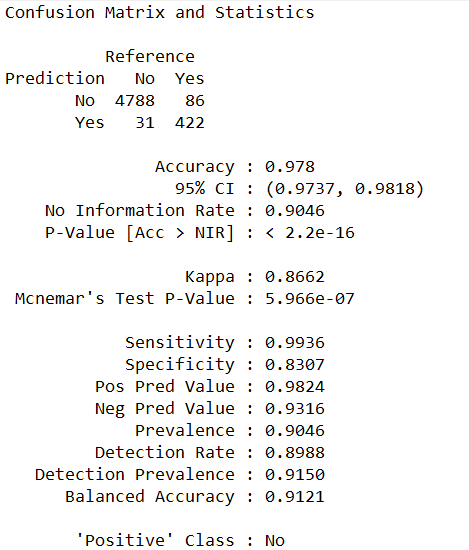 Confusion Matrix and Statistics

          Reference
Prediction   No  Yes
       No  4788   86
       Yes   31  422

               Accuracy : 0.978
                 95% CI : (0.9737, 0.9818)
    No Information Rate : 0.9046
    P-Value [Acc > NIR] : < 2.2e-16

                  Kappa : 0.8662
 Mcnemar's Test P-Value : 5.966e-07

            Sensitivity : 0.9936
            Specificity : 0.8307
         Pos Pred Value : 0.9824
         Neg Pred Value : 0.9316
             Prevalence : 0.9046
         Detection Rate : 0.8988
   Detection Prevalence : 0.9150
      Balanced Accuracy : 0.9121

       'Positive' Class : No